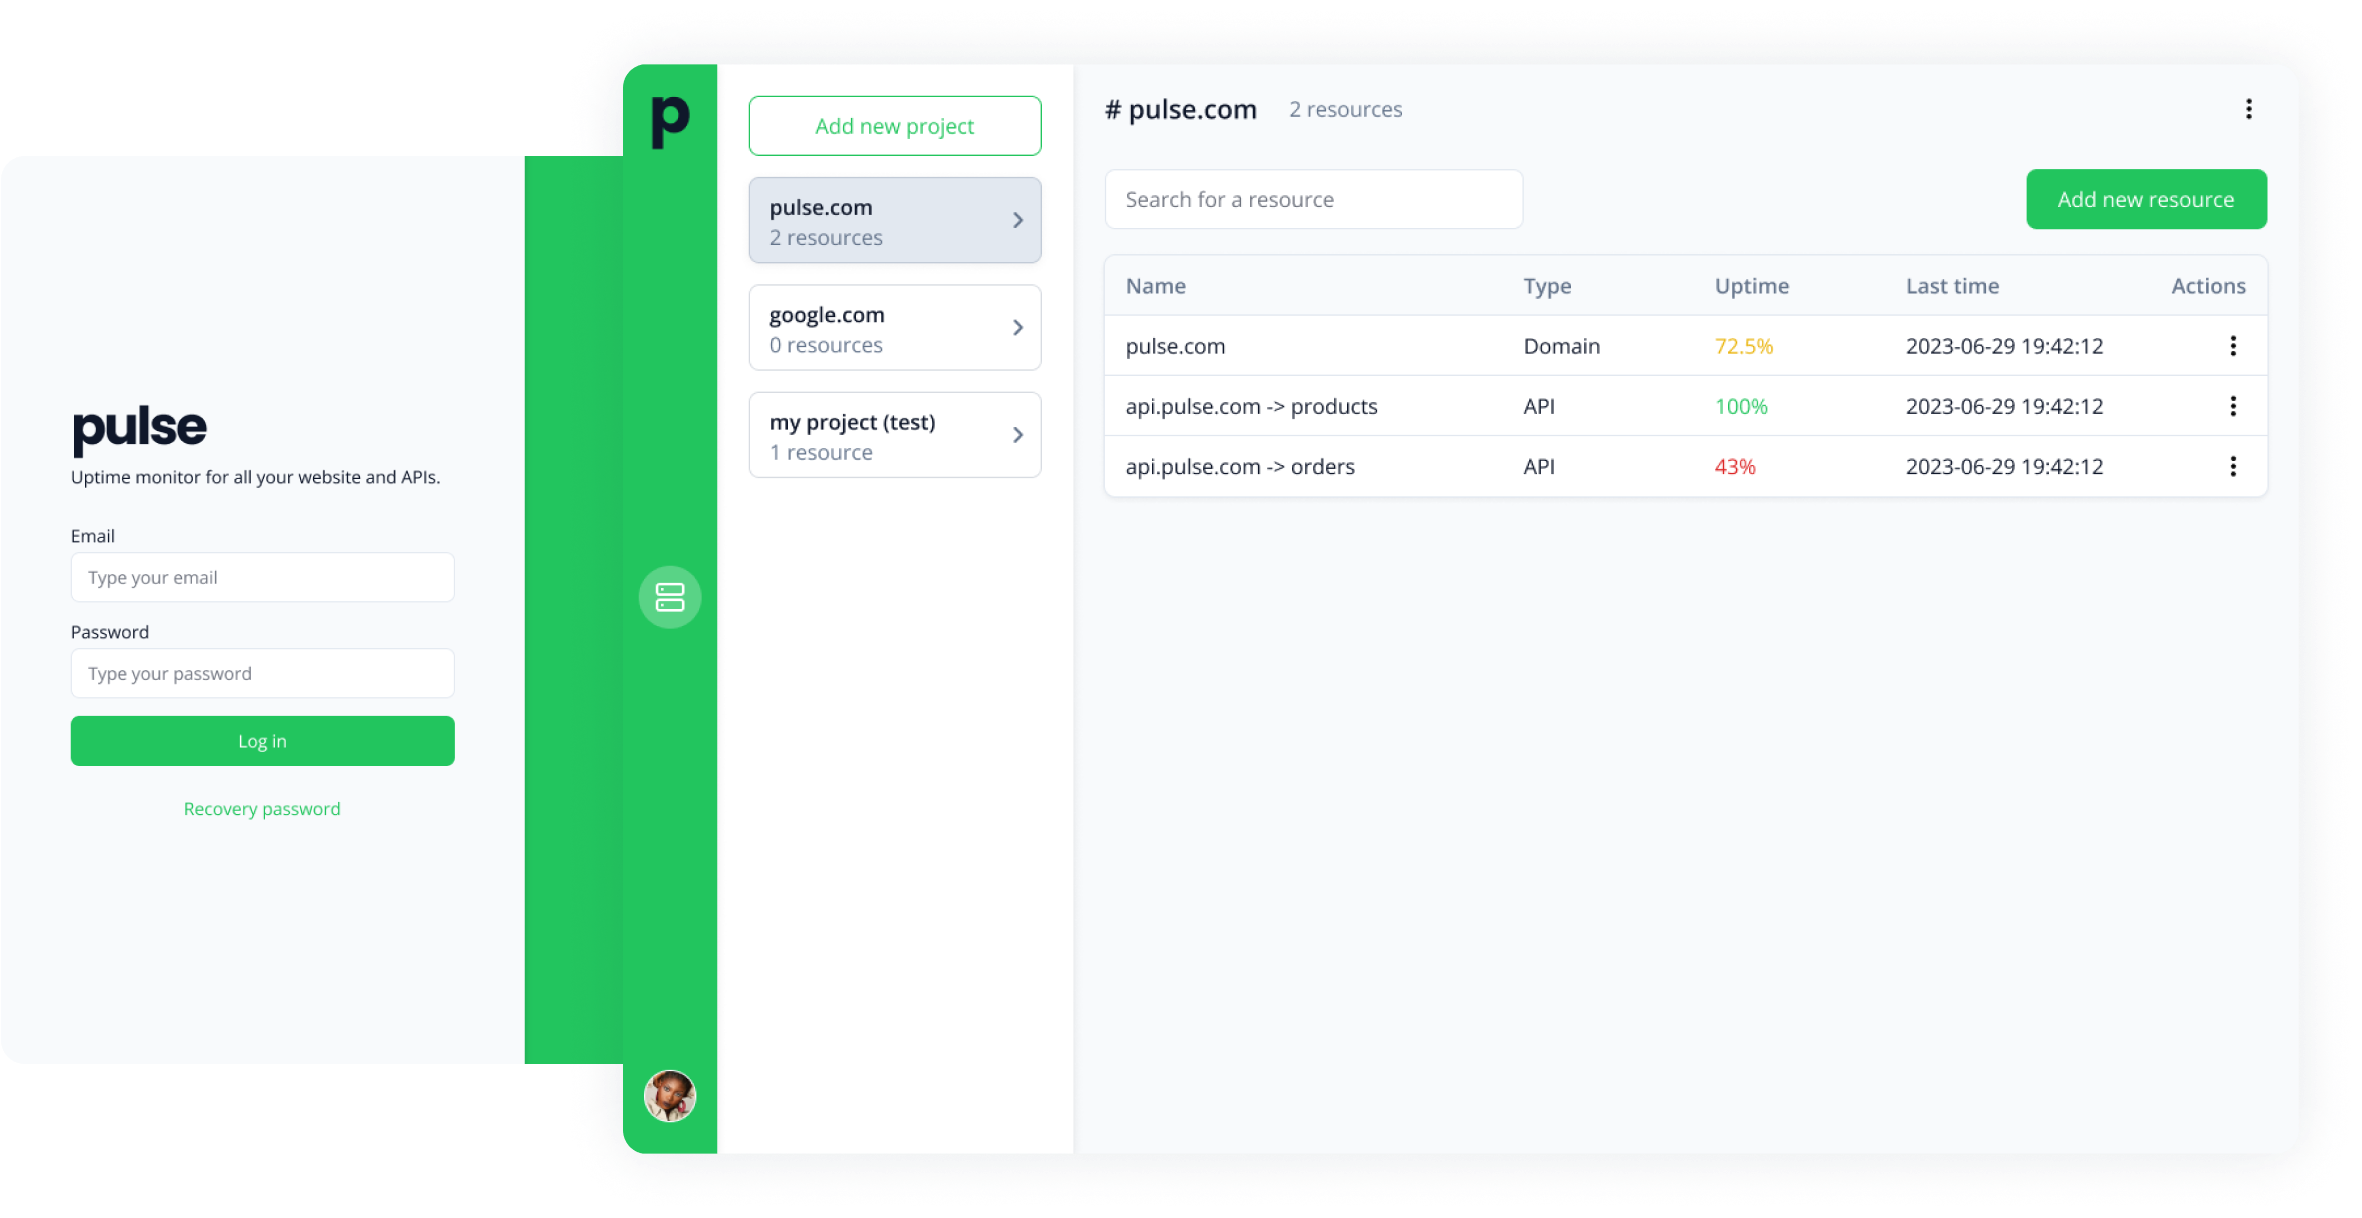 pulse
Uptime monitor for all your website and APIs.
Email
Type your email
Password
Type your password
Log in
Recovery password
p
Add new project
pulse.com
2 resources
google.com
0 resources
my project (test)
1 resource
# pulse.com 2 resources
Search for a resource
Add new resource
Name Type Uptime Last time Actions
pulse.com Domain 72.5% 2023-06-29 19:42:12
api.pulse.com -> products API 100% 2023-06-29 19:42:12
api.pulse.com -> orders API 43% 2023-06-29 19:42:12